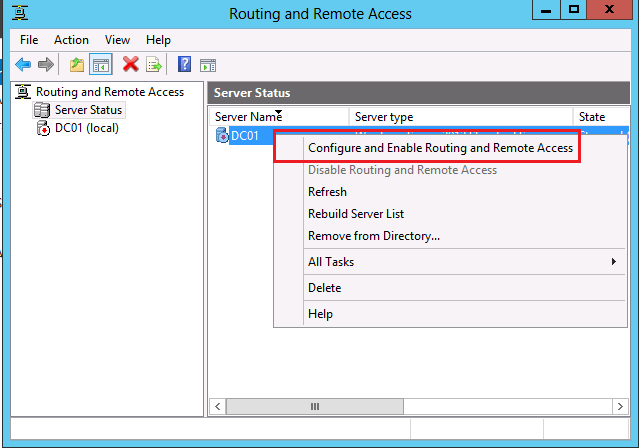 Routing and Remote Access
File Action View Help
Routing and Remote Access
Server Status
DC01 (local)
Server Status
Server Name Server type State
DC01
Configure and Enable Routing and Remote Access
Disable Routing and Remote Access
Refresh
Rebuild Server List
Remove from Directory...
All Tasks
Delete
Help